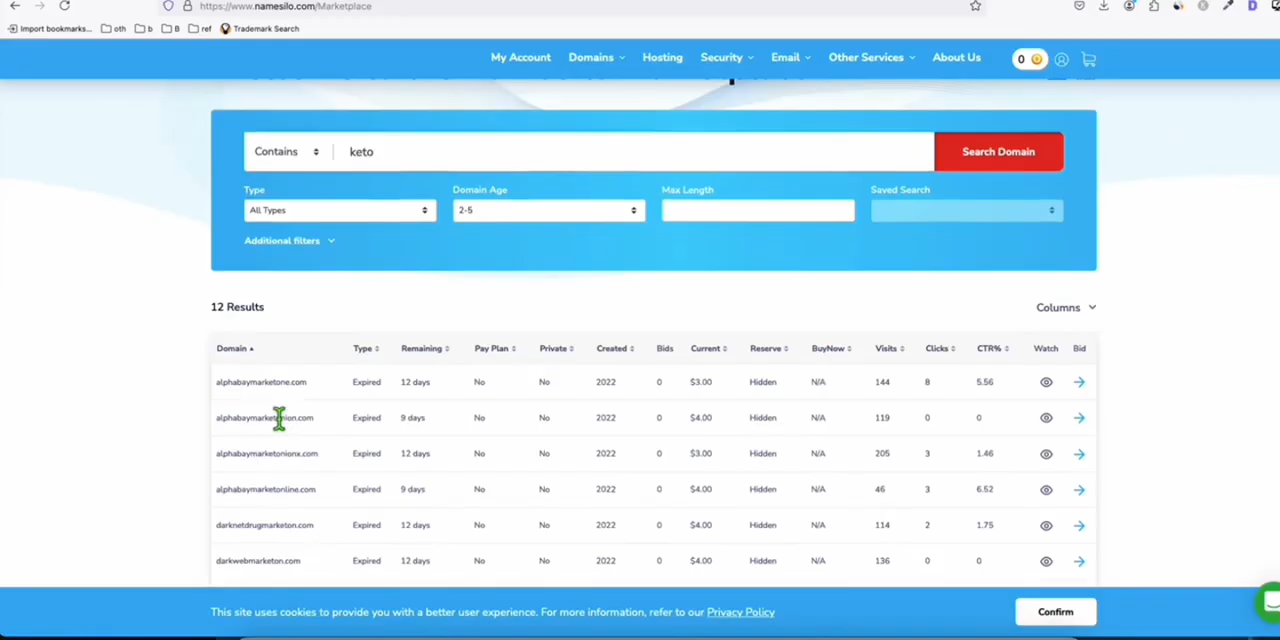 https://www.namesilo.com/Marketplace
Import bookmarks... oth b B ref Trademark Search
My Account Domains Hosting Security Email Other Services About Us 0
Contains keto Search Domain
Type Domain Age Max Length Saved Search
All Types 2-5
Additional filters
12 Results Columns
Domain Type Remaining Pay Plan Private Created Bids Current Reserve BuyNow Visits Clicks CTR% Watch Bid
alphabaymarketone.com Expired 12 days No No 2022 0 $3.00 Hidden N/A 144 8 5.56
alphabaymarketonion.com Expired 9 days No No 2022 0 $4.00 Hidden N/A 119 0 0
alphabaymarketonionx.com Expired 12 days No No 2022 0 $3.00 Hidden N/A 205 3 1.46
alphabaymarketonline.com Expired 9 days No No 2022 0 $4.00 Hidden N/A 46 3 6.52
darknetdrugmarketon.com Expired 12 days No No 2022 0 $4.00 Hidden N/A 114 2 1.75
darkwebmarketon.com Expired 12 days No No 2022 0 $4.00 Hidden N/A 136 0 0
This site uses cookies to provide you with a better user experience. For more information, refer to our Privacy Policy Confirm